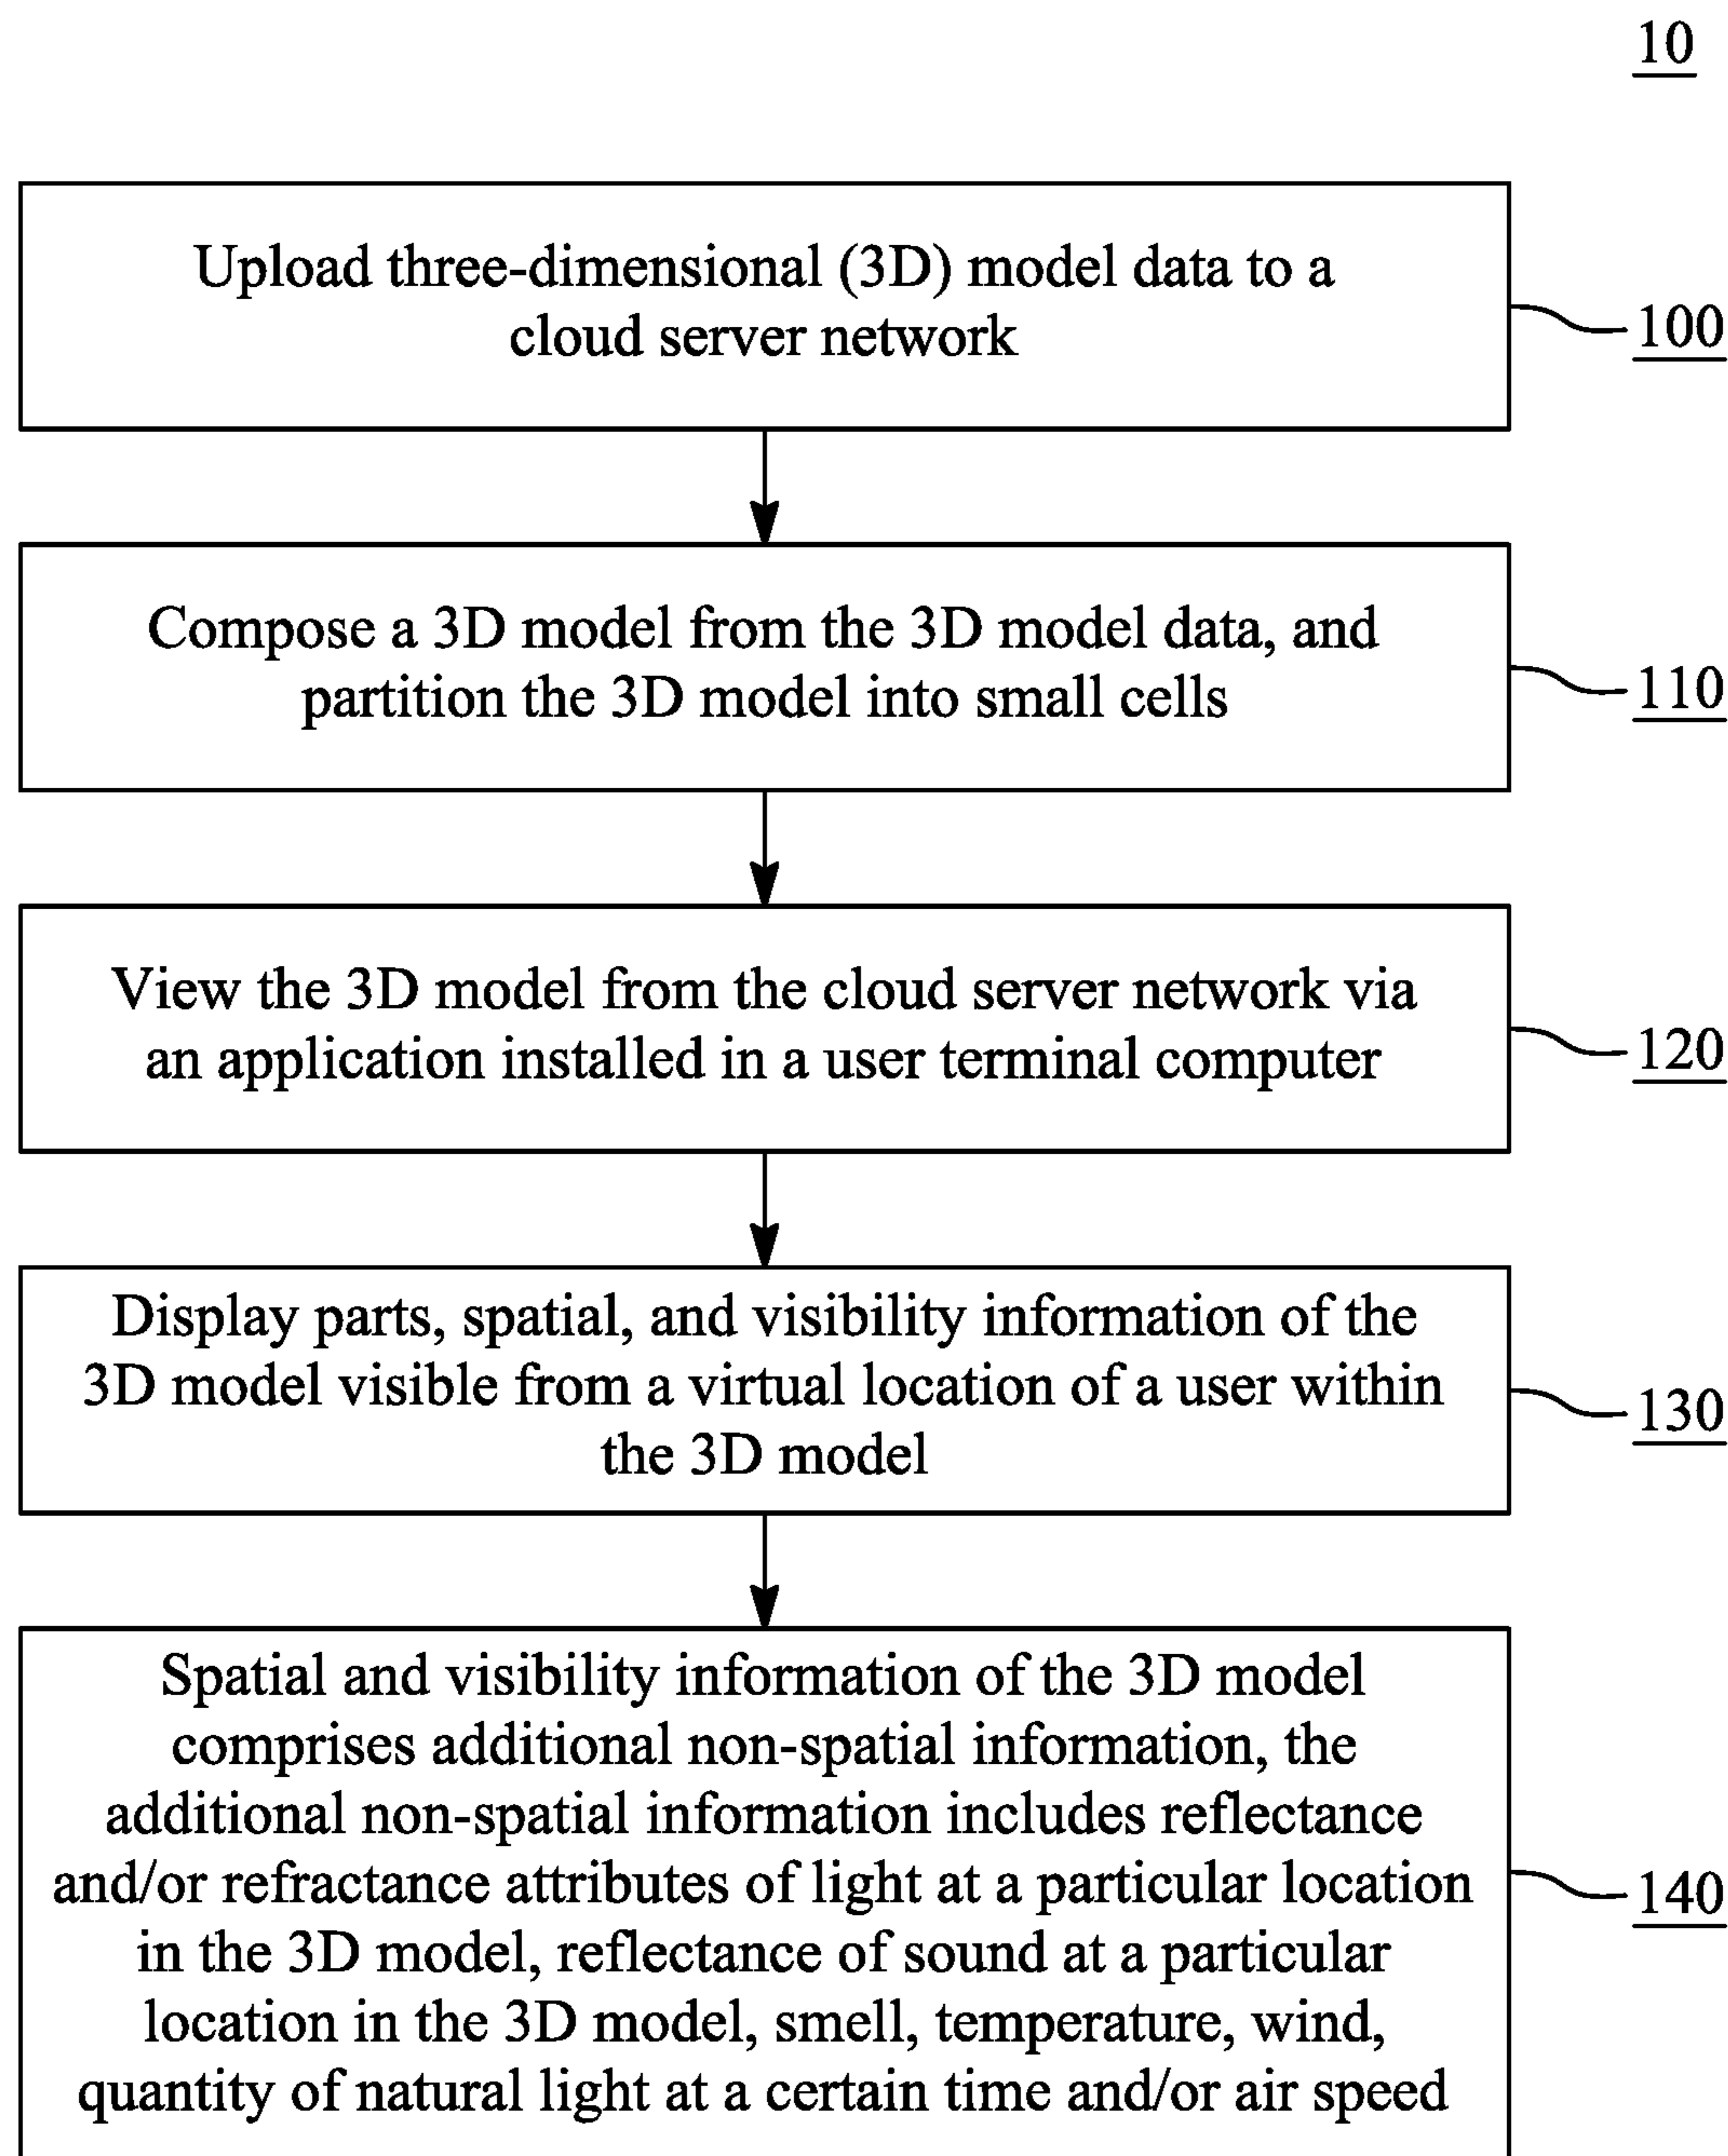 10
Upload three-dimensional (3D) model data to a
cloud server network
100
Compose a 3D model from the 3D model data, and
partition the 3D model into small cells
110
View the 3D model from the cloud server network via
an application installed in a user terminal computer
120
Display parts, spatial, and visibility information of the
3D model visible from a virtual location of a user within
the 3D model
130
Spatial and visibility information of the 3D model
comprises additional non-spatial information, the
additional non-spatial information includes reflectance
and/or refractance attributes of light at a particular location
in the 3D model, reflectance of sound at a particular
location in the 3D model, smell, temperature, wind,
quantity of natural light at a certain time and/or air speed
140